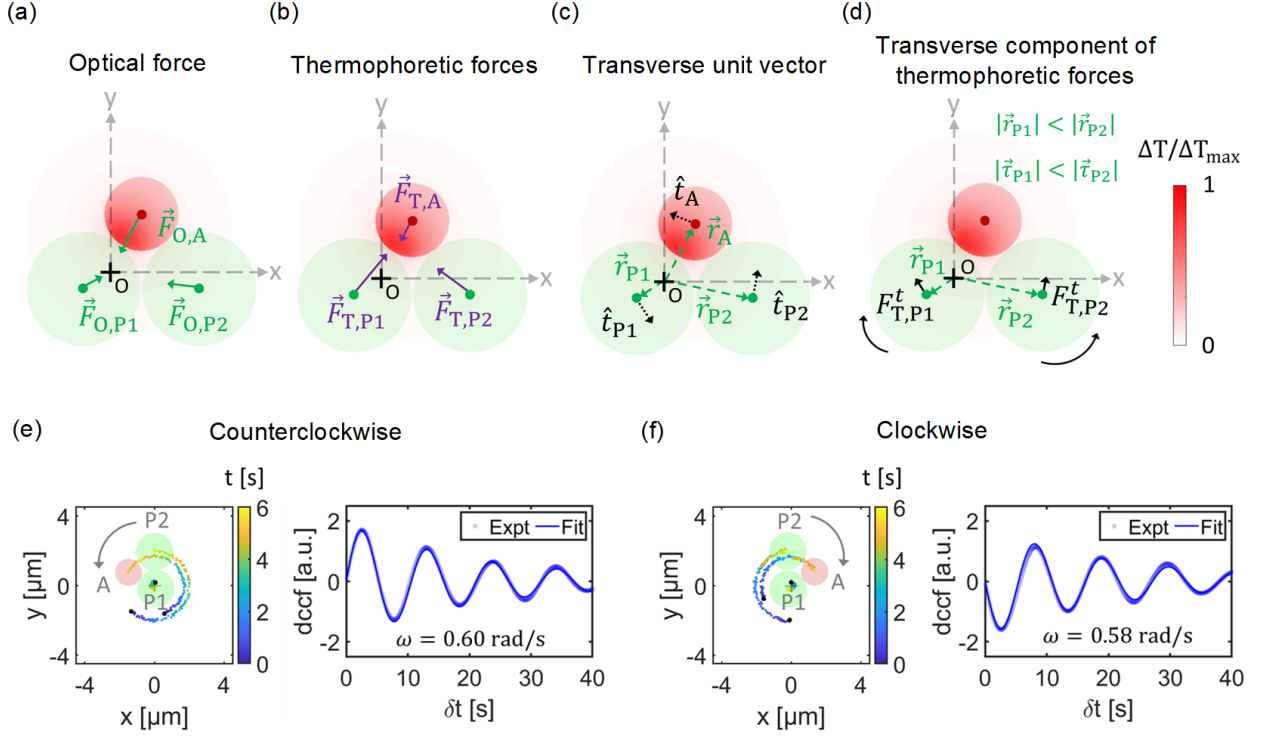 (a) (b) (c) (d)
Optical force
Thermophoretic forces
Transverse unit vector
Transverse component of
thermophoretic forces
y
x
O
F⃗O,A
F⃗O,P1
F⃗O,P2
y
x
O
F⃗T,A
F⃗T,P1
F⃗T,P2
y
x
O
t̂A
r⃗A
r⃗P1
r⃗P2
t̂P1
t̂P2
y
x
O
|r⃗P1| < |r⃗P2|
|τ⃗P1| < |τ⃗P2|
r⃗P1
r⃗P2
FtT,P1
FtT,P2
ΔT/ΔTmax
1
0
(e)
Counterclockwise
t [s]
6
4
2
0
4
0
-4
y [μm]
-4 0 4
x [μm]
P2
A
P1
2
0
-2
dccf [a.u.]
Expt Fit
ω = 0.60 rad/s
0 10 20 30 40
δt [s]
(f)
Clockwise
t [s]
6
4
2
0
4
0
-4
y [μm]
-4 0 4
x [μm]
P2
A
P1
2
0
-2
dccf [a.u.]
Expt Fit
ω = 0.58 rad/s
0 10 20 30 40
δt [s]